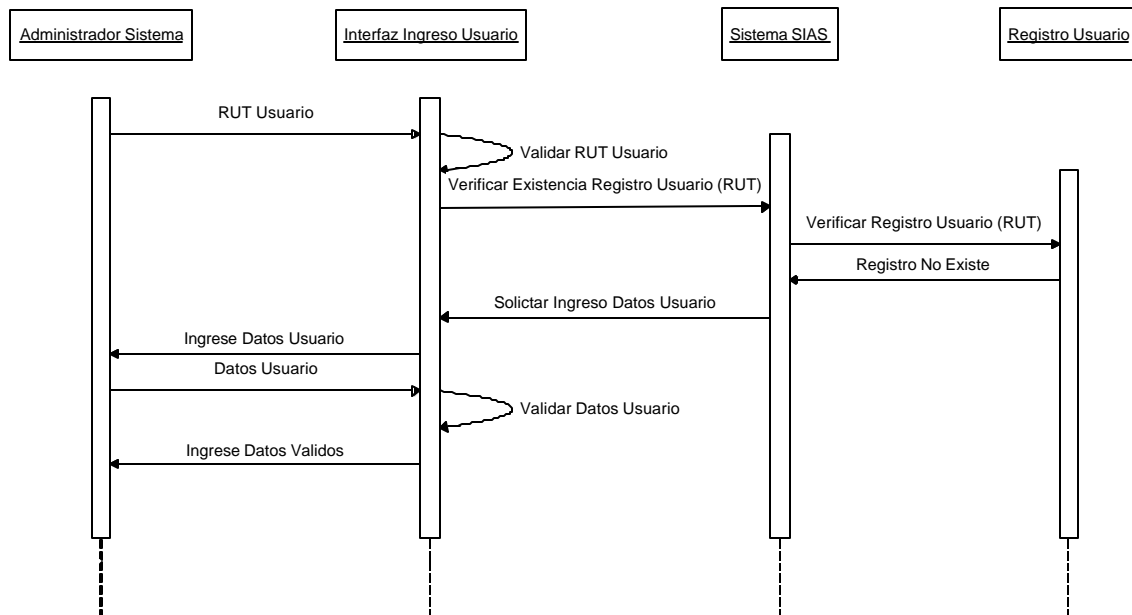 Administrador Sistema
Interfaz Ingreso Usuario
Sistema SIAS
Registro Usuario
RUT Usuario
Validar RUT Usuario
Verificar Existencia Registro Usuario (RUT)
Verificar Registro Usuario (RUT)
Registro No Existe
Solictar Ingreso Datos Usuario
Ingrese Datos Usuario
Datos Usuario
Validar Datos Usuario
Ingrese Datos Validos